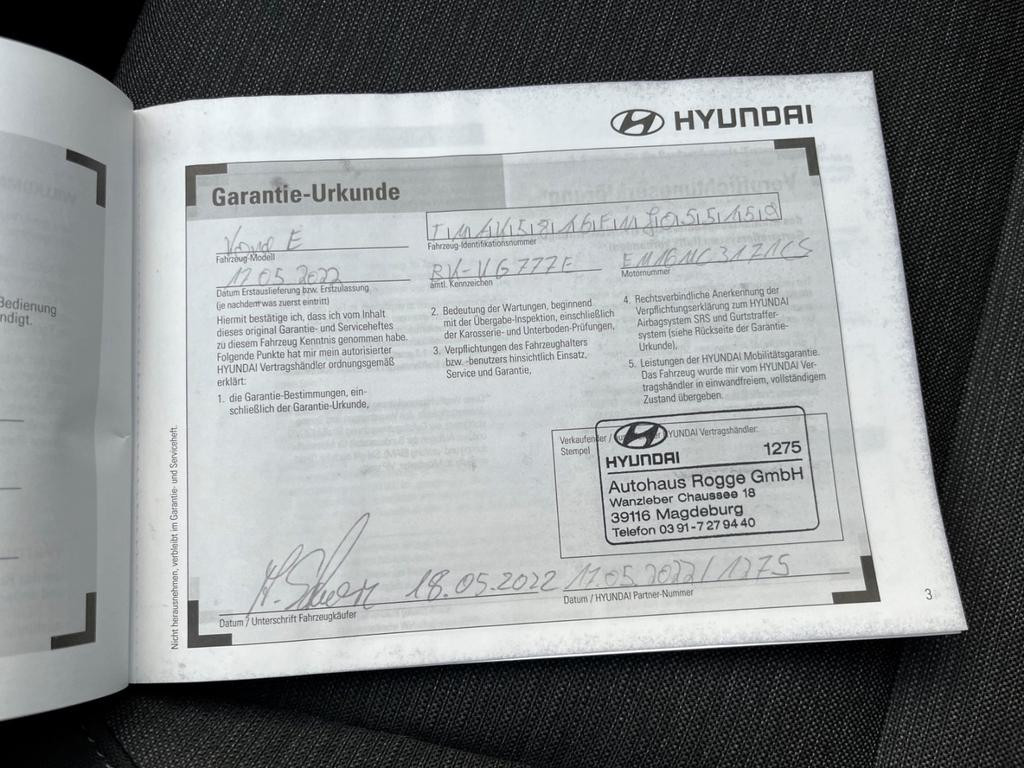 Bedienung
ndigt.
HYUNDAI
Garantie-Urkunde
Kona E
Fahrzeug-Modell
Fahrzeug-Identifikationsnummer
17.05.2022
Datum Erstauslieferung bzw. Erstzulassung
(je nachdem was zuerst eintritt)
BK-VG777E
amtl. Kennzeichen
Motornummer
Hiermit bestätige ich, dass ich vom Inhalt
dieses original Garantie- und Serviceheftes
zu diesem Fahrzeug Kenntnis genommen habe.
Folgende Punkte hat mir mein autorisierter
HYUNDAI Vertragshändler ordnungsgemäß
erklärt:
1. die Garantie-Bestimmungen, ein-
schließlich der Garantie-Urkunde,
2. Bedeutung der Wartungen, beginnend
mit der Übergabe-Inspektion, einschließlich
der Karosserie- und Unterboden-Prüfungen,
3. Verpflichtungen des Fahrzeughalters
bzw. -benutzers hinsichtlich Einsatz,
Service und Garantie,
4. Rechtsverbindliche Anerkennung der
Verpflichtungserklärung zum HYUNDAI
Airbagsystem SRS und Gurtstraffer-
system (siehe Rückseite der Garantie-
Urkunde),
5. Leistungen der HYUNDAI Mobilitätsgarantie.
Das Fahrzeug wurde mir vom HYUNDAI Ver-
tragshändler in einwandfreiem, vollständigem
Zustand übergeben.
Verkaufender / HYUNDAI Vertragshändler:
Stempel
HYUNDAI 1275
Autohaus Rogge GmbH
Wanzleber Chaussee 18
39116 Magdeburg
Telefon 03 91-7 27 94 40
18.05.2022 17.05.2022 / 1275
Datum / Unterschrift Fahrzeugkäufer
Datum / HYUNDAI Partner-Nummer
3
Nicht herausnehmen, verbleibt im Garantie- und Serviceheft.